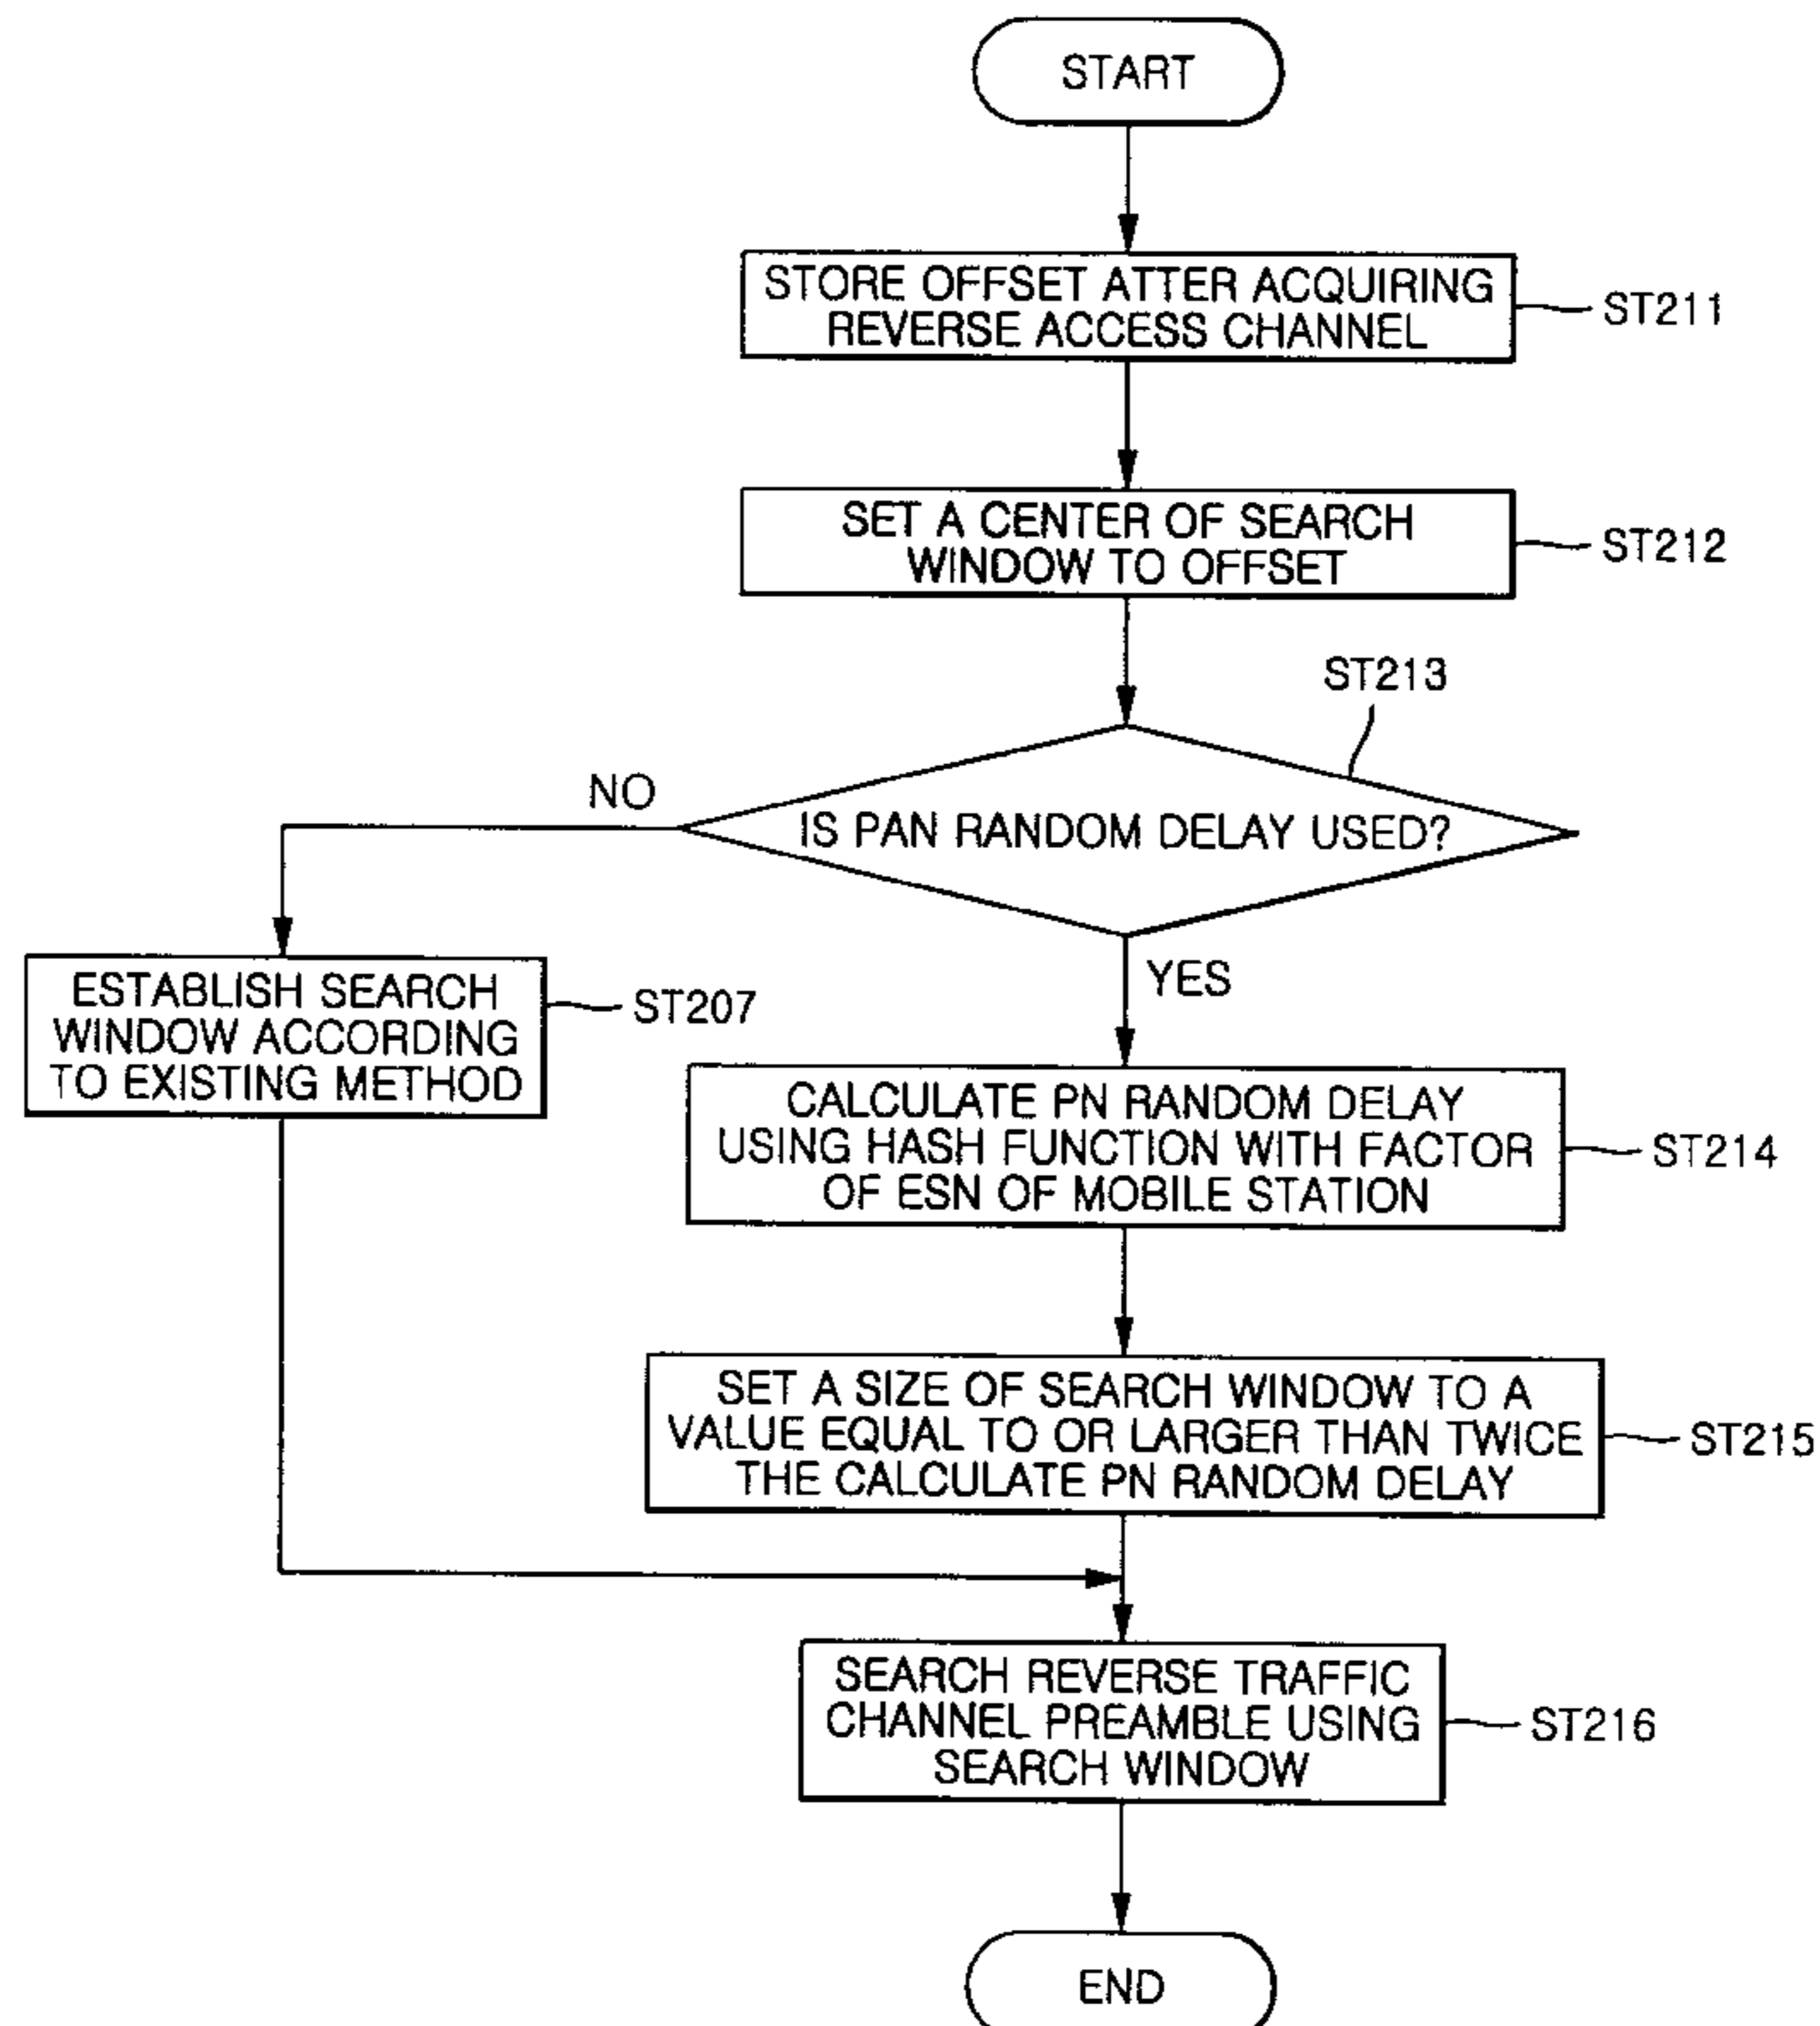 START
STORE OFFSET ATTER ACQUIRING
REVERSE ACCESS CHANNEL
ST211
SET A CENTER OF SEARCH
WINDOW TO OFFSET
ST212
ST213
NO
IS PAN RANDOM DELAY USED?
YES
ESTABLISH SEARCH
WINDOW ACCORDING
TO EXISTING METHOD
ST207
CALCULATE PN RANDOM DELAY
USING HASH FUNCTION WITH FACTOR
OF ESN OF MOBILE STATION
ST214
SET A SIZE OF SEARCH WINDOW TO A
VALUE EQUAL TO OR LARGER THAN TWICE
THE CALCULATE PN RANDOM DELAY
ST215
SEARCH REVERSE TRAFFIC
CHANNEL PREAMBLE USING
SEARCH WINDOW
ST216
END